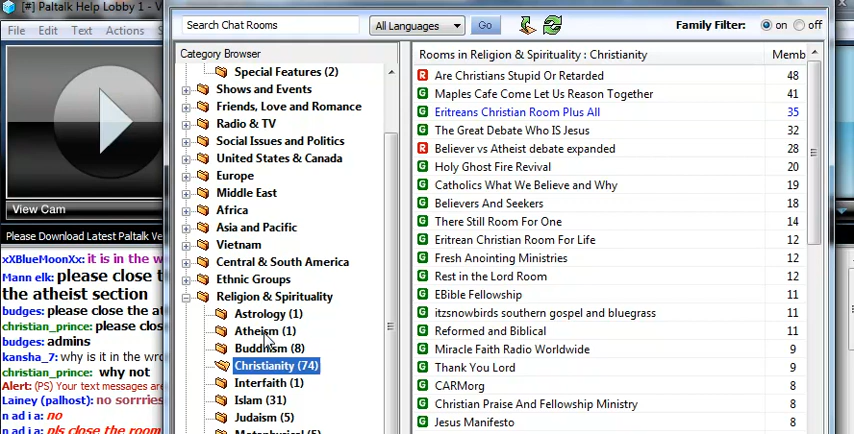 [#] Paltalk Help Lobby 1 - V
File Edit Text Actions
View Cam
Please Download Latest Paltalk Ve
xXBlueMoonXx: it is in the w
Mann elk: please close t
the atheist section
budges: please close the at
christian_prince: please clos
budges: admins
kansha_7: why is it in the wro
christian_prince: why not
Alert: (PS) Your text messages are
Lainey (palhost): no sorrries
n ad i a: no
n ad i a: pls close the room
Search Chat Rooms
All Languages
Go
Family Filter: on off
Category Browser
Special Features (2)
Shows and Events
Friends, Love and Romance
Radio & TV
Social Issues and Politics
United States & Canada
Europe
Middle East
Africa
Asia and Pacific
Vietnam
Central & South America
Ethnic Groups
Religion & Spirituality
Astrology (1)
Atheism (1)
Buddhism (8)
Christianity (74)
Interfaith (1)
Islam (31)
Judaism (5)
Rooms in Religion & Spirituality : Christianity Memb
R Are Christians Stupid Or Retarded 48
G Maples Cafe Come Let Us Reason Together 41
G Eritreans Christian Room Plus All 35
G The Great Debate Who IS Jesus 32
R Believer vs Atheist debate expanded 28
G Holy Ghost Fire Revival 20
G Catholics What We Believe and Why 19
G Believers And Seekers 18
G There Still Room For One 14
G Eritrean Christian Room For Life 12
G Fresh Anointing Ministries 12
G Rest in the Lord Room 12
G EBible Fellowship 11
G itzsnowbirds southern gospel and bluegrass 11
G Reformed and Biblical 11
G Miracle Faith Radio Worldwide 9
G Thank You Lord 9
G CARMorg 8
G Christian Praise And Fellowship Ministry 8
G Jesus Manifesto 8